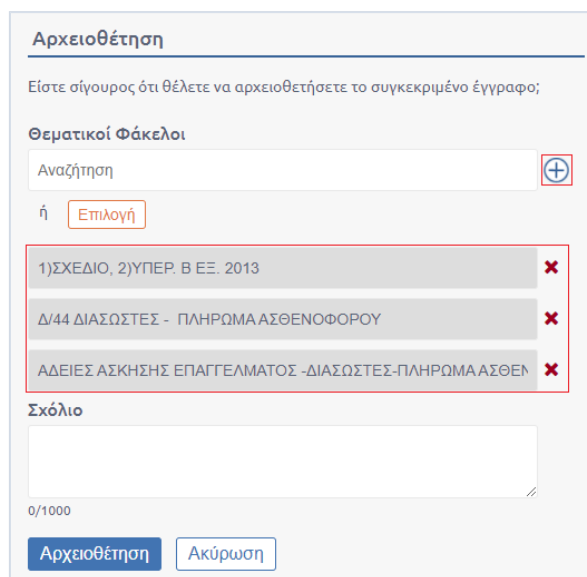 Αρχειοθέτηση
Είστε σίγουρος ότι θέλετε να αρχειοθετήσετε το συγκεκριμένο έγγραφο;
Θεματικοί Φάκελοι
Αναζήτηση
ή Επιλογή
1)ΣΧΕΔΙΟ, 2)ΥΠΕΡ. Β ΕΞ. 2013
Δ/44 ΔΙΑΣΩΣΤΕΣ - ΠΛΗΡΩΜΑ ΑΣΘΕΝΟΦΟΡΟΥ
ΑΔΕΙΕΣ ΑΣΚΗΣΗΣ ΕΠΑΓΓΕΛΜΑΤΟΣ -ΔΙΑΣΩΣΤΕΣ-ΠΛΗΡΩΜΑ ΑΣΘΕΝ
Σχόλιο
0/1000
Αρχειοθέτηση Ακύρωση